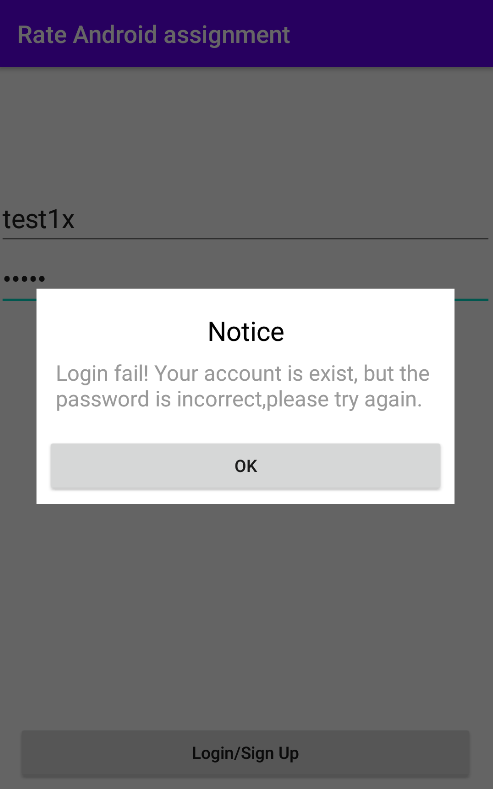 Rate Android assignment
test1x
•••••
Notice
Login fail! Your account is exist, but the
password is incorrect,please try again.
OK
Login/Sign Up